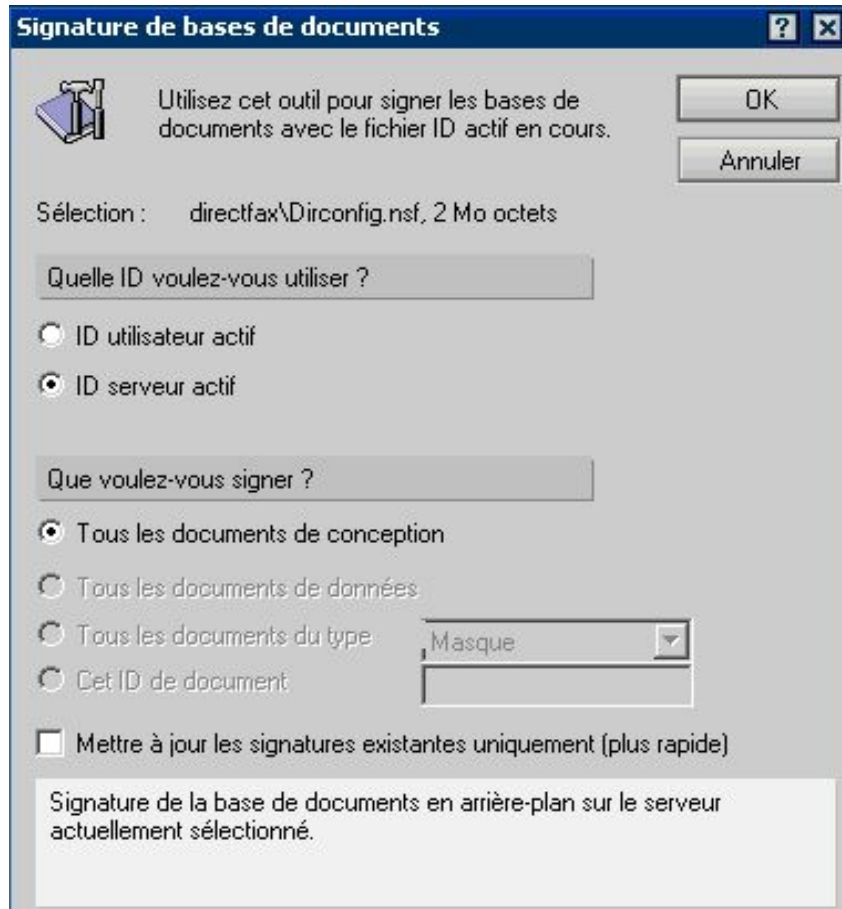 Signature de bases de documents
Utilisez cet outil pour signer les bases de
documents avec le fichier ID actif en cours.
OK
Annuler
Sélection : directfax\Dirconfig.nsf, 2 Mo octets
Quelle ID voulez-vous utiliser ?
ID utilisateur actif
ID serveur actif
Que voulez-vous signer ?
Tous les documents de conception
Tous les documents de données
Tous les documents du type Masque
Cet ID de document
Mettre à jour les signatures existantes uniquement (plus rapide)
Signature de la base de documents en arrière-plan sur le serveur
actuellement sélectionné.